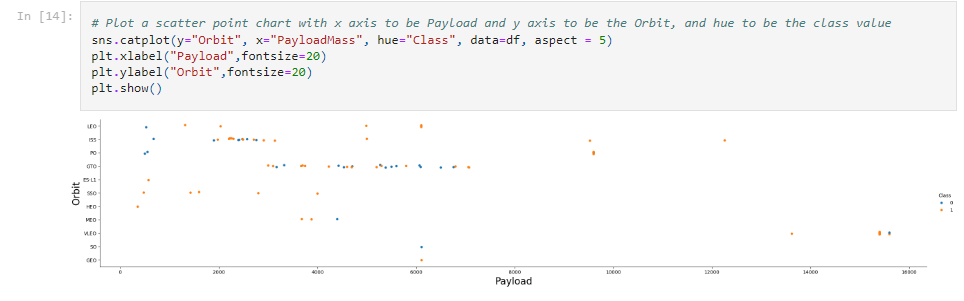 In [14]:
# Plot a scatter point chart with x axis to be Payload and y axis to be the Orbit, and hue to be the class value
sns.catplot(y="Orbit", x="PayloadMass", hue="Class", data=df, aspect = 5)
plt.xlabel("Payload",fontsize=20)
plt.ylabel("Orbit",fontsize=20)
plt.show()
LEO
ISS
PO
GTO
ES-L1
SSO
HEO
MEO
VLEO
SO
GEO
Orbit
0 2000 4000 6000 8000 10000 12000 14000 16000
Payload
Class
0
1